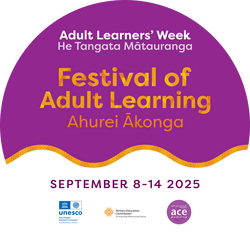 Adult Learners' Week
He Tangata Mātauranga
Festival of
Adult Learning
Ahurei Ākonga
SEPTEMBER 8-14 2025
unesco
Tertiary Education
Commission
ace